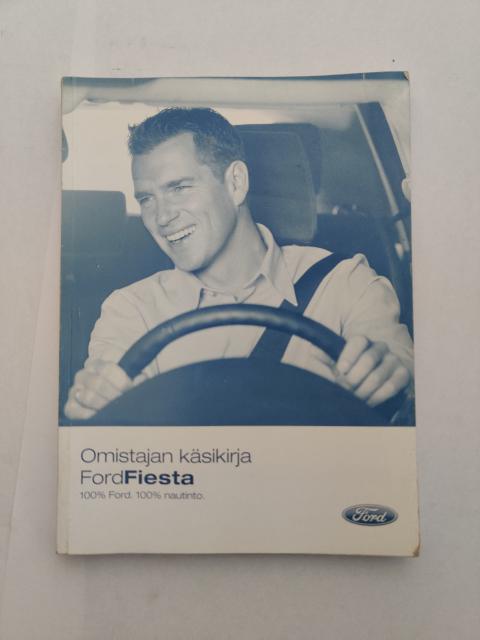 Omistajan käsikirja
FordFiesta
100% Ford. 100% nautinto.
Ford